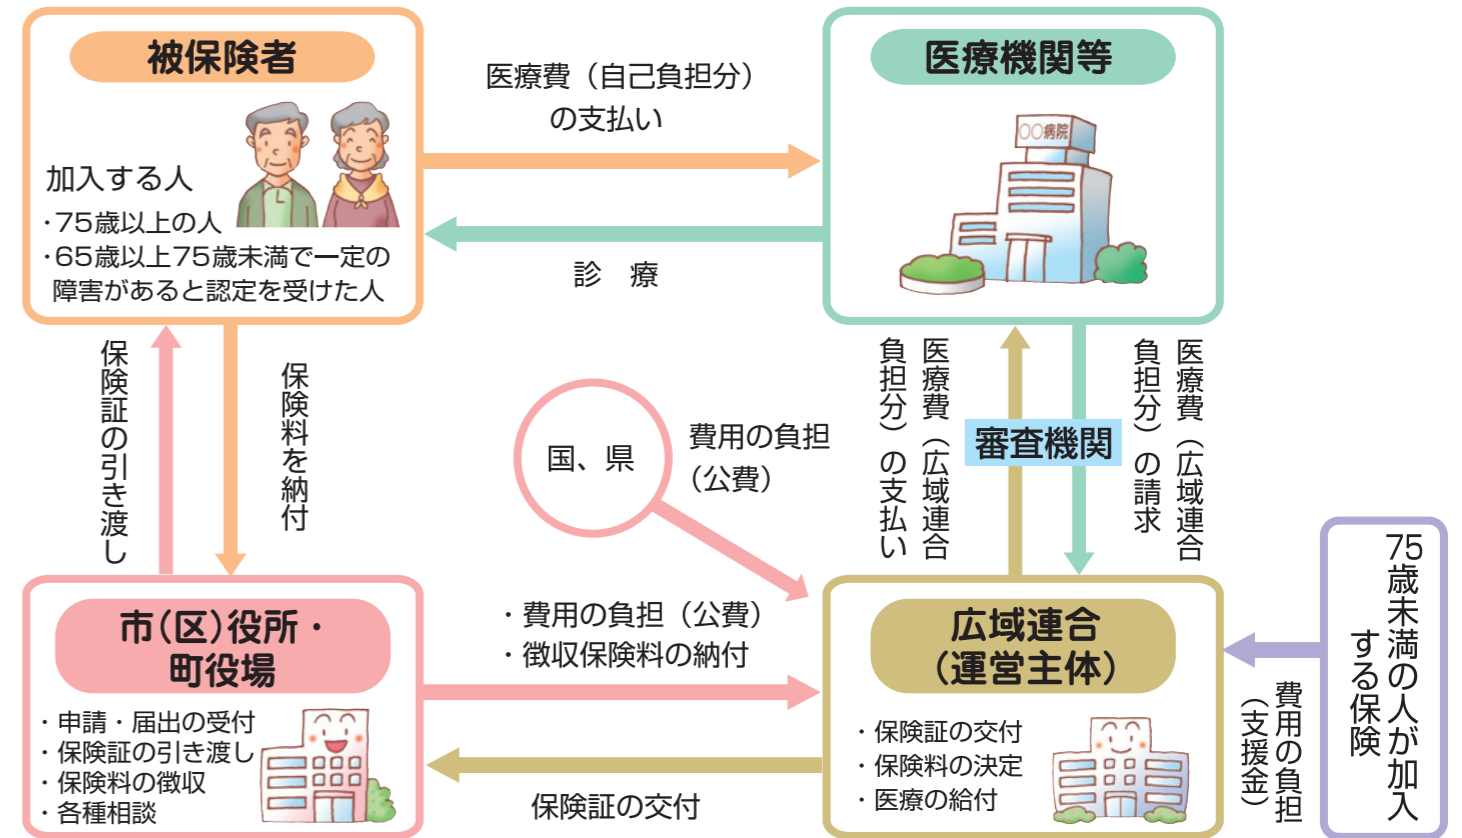 被保険者
加入する人
・75歳以上の人
・65歳以上75歳未満で一定の
障害があると認定を受けた人
医療費（自己負担分）
の支払い
診　療
医療機関等
〇〇病院
保険証の引き渡し
保険料を納付
国、県
費用の負担
（公費）
医療費（広域連合
負担分）の支払い
審査機関
医療費（広域連合
負担分）の請求
市（区）役所・
町役場
・申請・届出の受付
・保険証の引き渡し
・保険料の徴収
・各種相談
・費用の負担（公費）
・徴収保険料の納付
保険証の交付
広域連合
（運営主体）
・保険証の交付
・保険料の決定
・医療の給付
費用の負担
（支援金）
75歳未満の人が加入
する保険